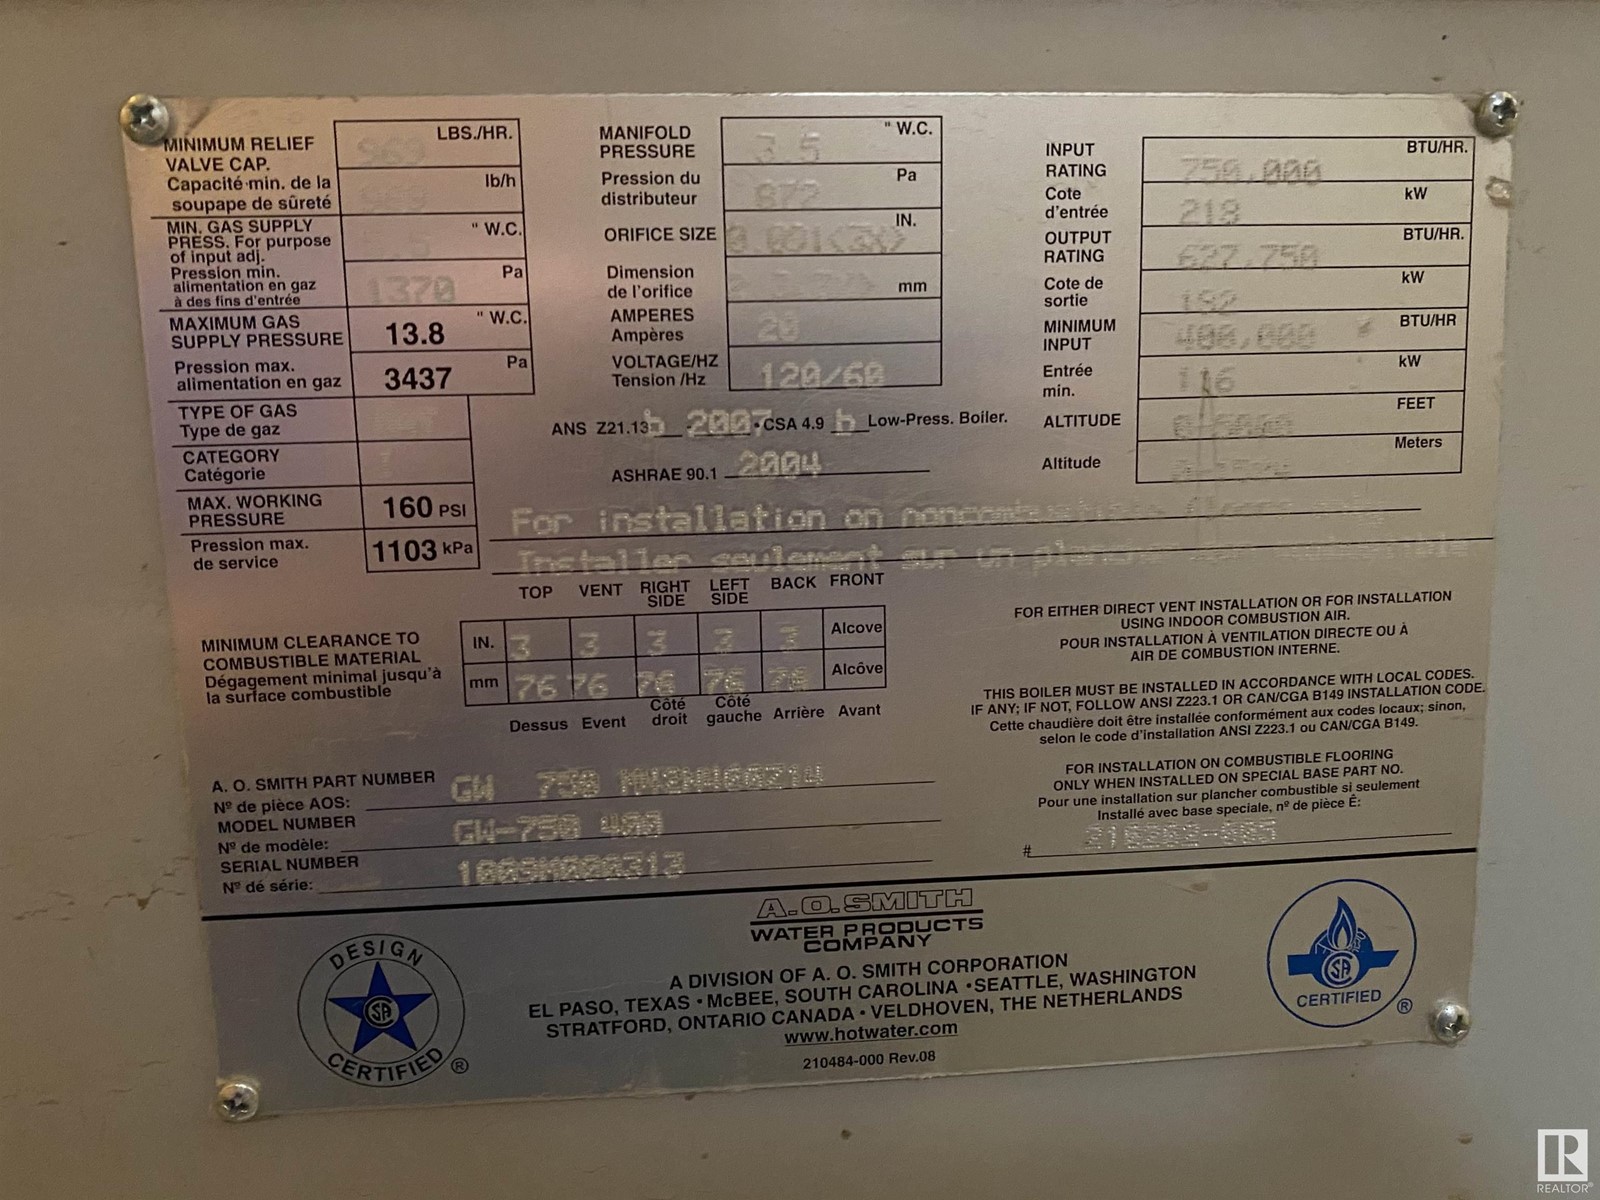 MINIMUM RELIEF
VALVE CAP.
Capacité min. de la
soupape de sûreté
969 LBS./HR.
lb/h
MIN. GAS SUPPLY
PRESS. For purpose
of input adj.
Pression min.
alimentation en gaz
à des fins d'entrée
" W.C.
1370 Pa
MAXIMUM GAS
SUPPLY PRESSURE
13.8 " W.C.
Pression max.
alimentation en gaz
3437 Pa
TYPE OF GAS
Type de gaz
CATEGORY
Catégorie
MAX. WORKING
PRESSURE
160 PSI
Pression max.
de service
1103 kPa
MANIFOLD
PRESSURE
3.5 " W.C.
Pression du
distributeur
872 Pa
ORIFICE SIZE
IN.
Dimension
de l'orifice
mm
AMPERES
Ampères
20
VOLTAGE/HZ
Tension /Hz
120/60
INPUT
RATING
750,000 BTU/HR.
Cote
d'entrée
218 kW
OUTPUT
RATING
627,750 BTU/HR.
Cote de
sortie
192 kW
MINIMUM
INPUT
400,000 BTU/HR
Entrée
min.
116 kW
ALTITUDE
FEET
Altitude
Meters
ANS Z21.13b - 2007 • CSA 4.9 b Low-Press. Boiler.
ASHRAE 90.1 2004
For installation on noncombustible floors only
Installer seulement sur un plancher non combustible
TOP VENT RIGHT SIDE LEFT SIDE BACK FRONT
MINIMUM CLEARANCE TO
COMBUSTIBLE MATERIAL
Dégagement minimal jusqu'à
la surface combustible
IN. 3 3 3 3 3 Alcove
mm 76 76 76 76 76 Alcôve
Dessus Event Côté droit Côté gauche Arrière Avant
A. O. SMITH PART NUMBER
Nº de pièce AOS:
GW 750
MODEL NUMBER
Nº de modèle:
GW-750 400
SERIAL NUMBER
Nº dé série:
1009M000313
FOR EITHER DIRECT VENT INSTALLATION OR FOR INSTALLATION
USING INDOOR COMBUSTION AIR.
POUR INSTALLATION À VENTILATION DIRECTE OU À
AIR DE COMBUSTION INTERNE.
THIS BOILER MUST BE INSTALLED IN ACCORDANCE WITH LOCAL CODES.
IF ANY; IF NOT, FOLLOW ANSI Z223.1 OR CAN/CGA B149 INSTALLATION CODE.
Cette chaudière doit être installée conformément aux codes locaux; sinon,
selon le code d'installation ANSI Z223.1 ou CAN/CGA B149.
FOR INSTALLATION ON COMBUSTIBLE FLOORING
ONLY WHEN INSTALLED ON SPECIAL BASE PART NO.
Pour une installation sur plancher combustible si seulement
Installé avec base speciale, nº de pièce É:
#
DESIGN
CERTIFIED ®
A.O.SMITH
WATER PRODUCTS
COMPANY
A DIVISION OF A. O. SMITH CORPORATION
EL PASO, TEXAS • McBEE, SOUTH CAROLINA • SEATTLE, WASHINGTON
STRATFORD, ONTARIO CANADA • VELDHOVEN, THE NETHERLANDS
www.hotwater.com
210484-000 Rev.08
CERTIFIED ®
REALTOR®